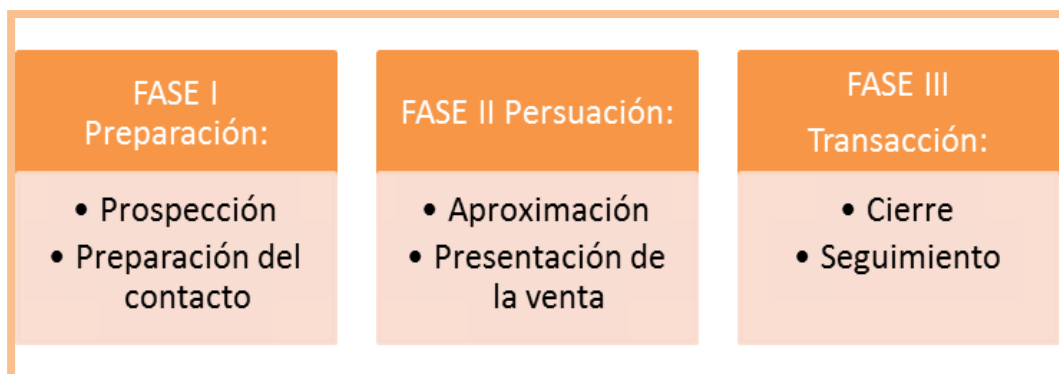 FASE I
Preparación:
• Prospección
• Preparación del
contacto
FASE II Persuación:
• Aproximación
• Presentación de
la venta
FASE III
Transacción:
• Cierre
• Seguimiento